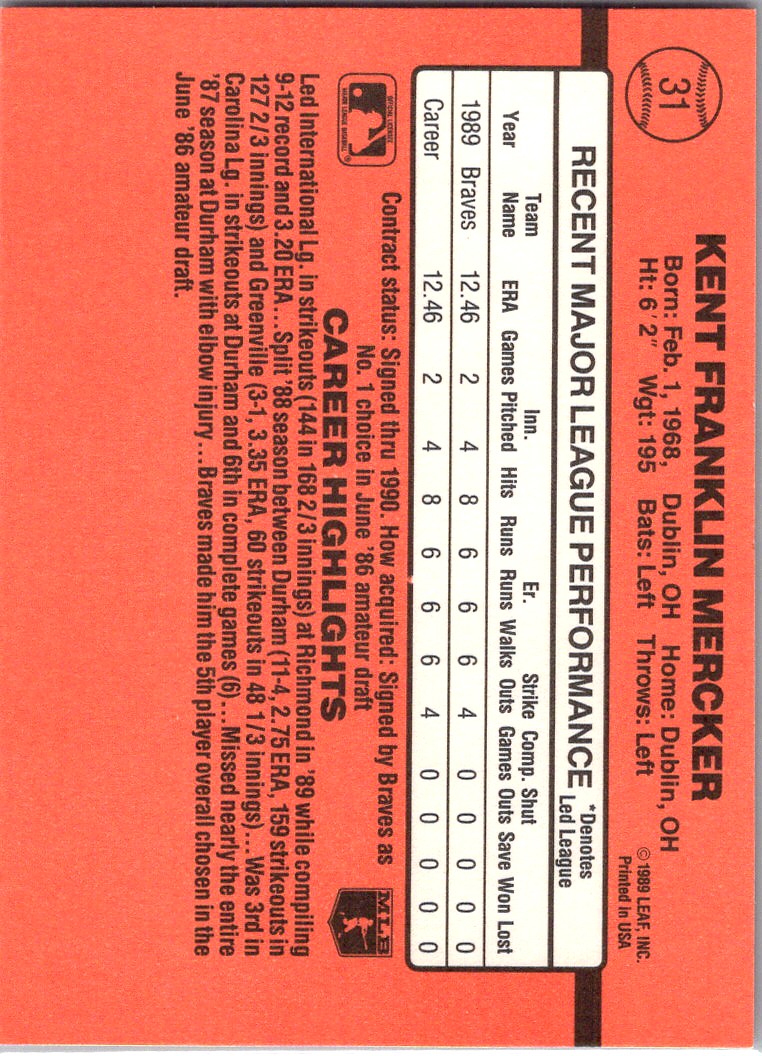 31
KENT FRANKLIN MERCKER
Born: Feb. 1, 1968, Dublin, OH Home: Dublin, OH
Ht: 6' 2" Wgt: 195 Bats: Left Throws: Left
©1989 LEAF, INC.
Printed in USA
RECENT MAJOR LEAGUE PERFORMANCE
*Denotes
Led League
Team Inn. Er. Strike Comp. Shut
Year Name ERA Games Pitched Hits Runs Runs Walks Outs Games Outs Save Won Lost
1989 Braves 12.46 2 4 8 6 6 6 4 0 0 0 0 0
Career 12.46 2 4 8 6 6 6 4 0 0 0 0 0
OFFICIAL LICENSEE
MAJOR LEAGUE BASEBALL
®
Contract status: Signed thru 1990. How acquired: Signed by Braves as
No. 1 choice in June '86 amateur draft
MLB
CAREER HIGHLIGHTS
Led International Lg. in strikeouts (144 in 168 2/3 innings) at Richmond in '89 while compiling
9-12 record and 3.20 ERA... Split '88 season between Durham (11-4, 2.75 ERA, 159 strikeouts in
127 2/3 innings) and Greenville (3-1, 3.35 ERA, 60 strikeouts in 48 1/3 innings)... Was 3rd in
Carolina Lg. in strikeouts at Durham and 6th in complete games (6)... Missed nearly the entire
'87 season at Durham with elbow injury... Braves made him the 5th player overall chosen in the
June '86 amateur draft.